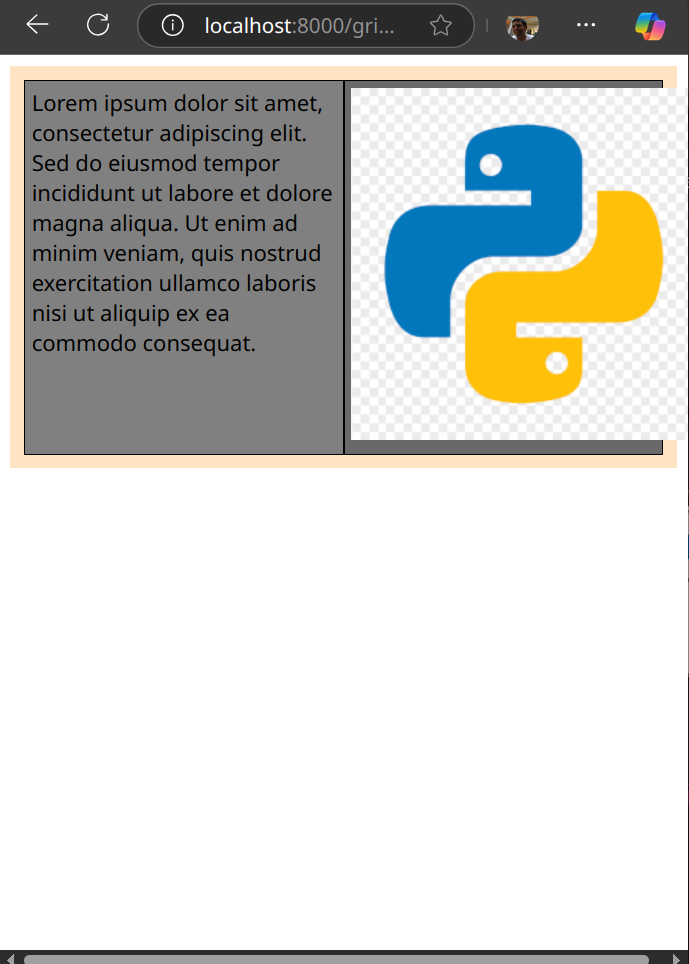 localhost:8000/gri...
Lorem ipsum dolor sit amet,
consectetur adipiscing elit.
Sed do eiusmod tempor
incididunt ut labore et dolore
magna aliqua. Ut enim ad
minim veniam, quis nostrud
exercitation ullamco laboris
nisi ut aliquip ex ea
commodo consequat.